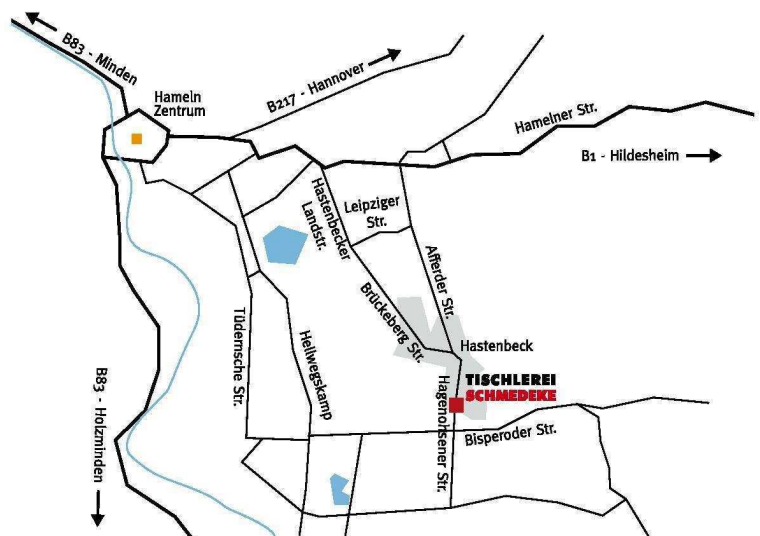 B83 - Minden
B217 - Hannover
Hameln
Zentrum
Hamelner Str.
B1 - Hildesheim
Hastenbecker
Landstr.
Leipziger
Str.
Afferder Str.
Brückeberg Str.
Tüdernsche Str.
Hellwegskamp
Hastenbeck
TISCHLEREI
SCHMEDEKE
Hagenohsener Str.
Bisperoder Str.
B83 - Holzminden